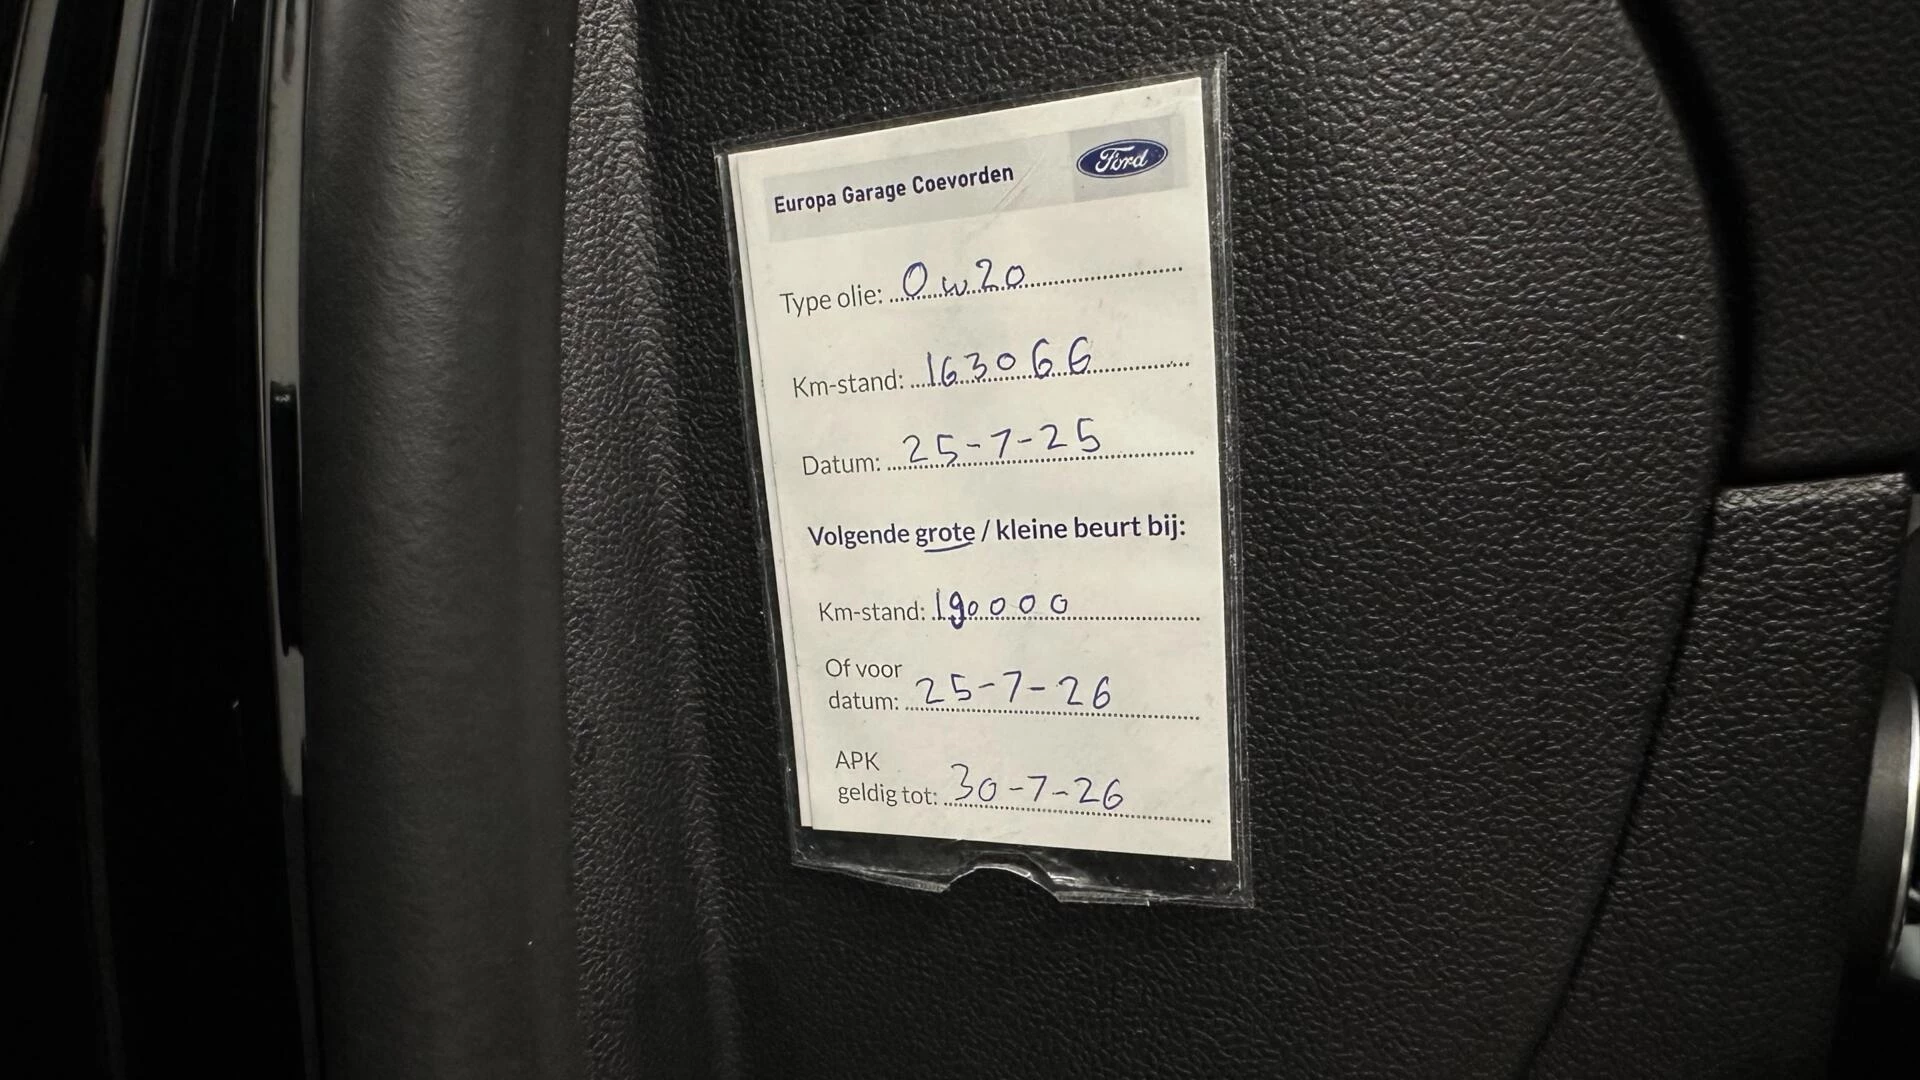 Europa Garage Coevorden
Ford
Type olie: 0w20
Km-stand: 163066
Datum: 25-7-25
Volgende grote / kleine beurt bij:
Km-stand: 190000
Of voor
datum: 25-7-26
APK
geldig tot: 30-7-26